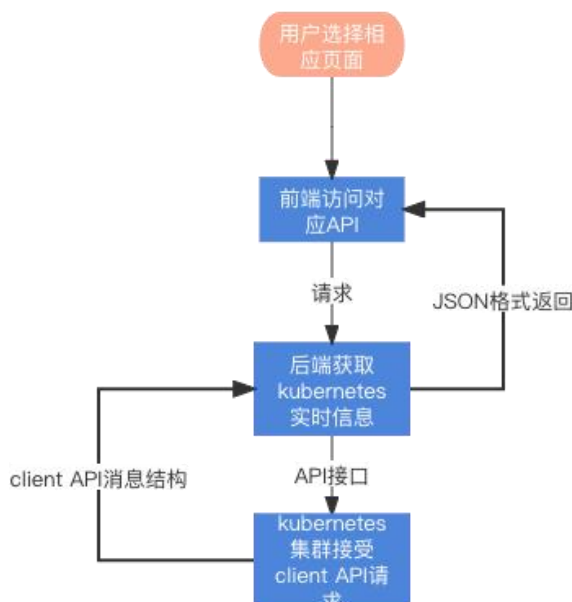 用户选择相
应页面
前端访问对
应API
请求
JSON格式返回
后端获取
kubernetes
实时信息
client API消息结构
API接口
kubernetes
集群接受
client API请
求